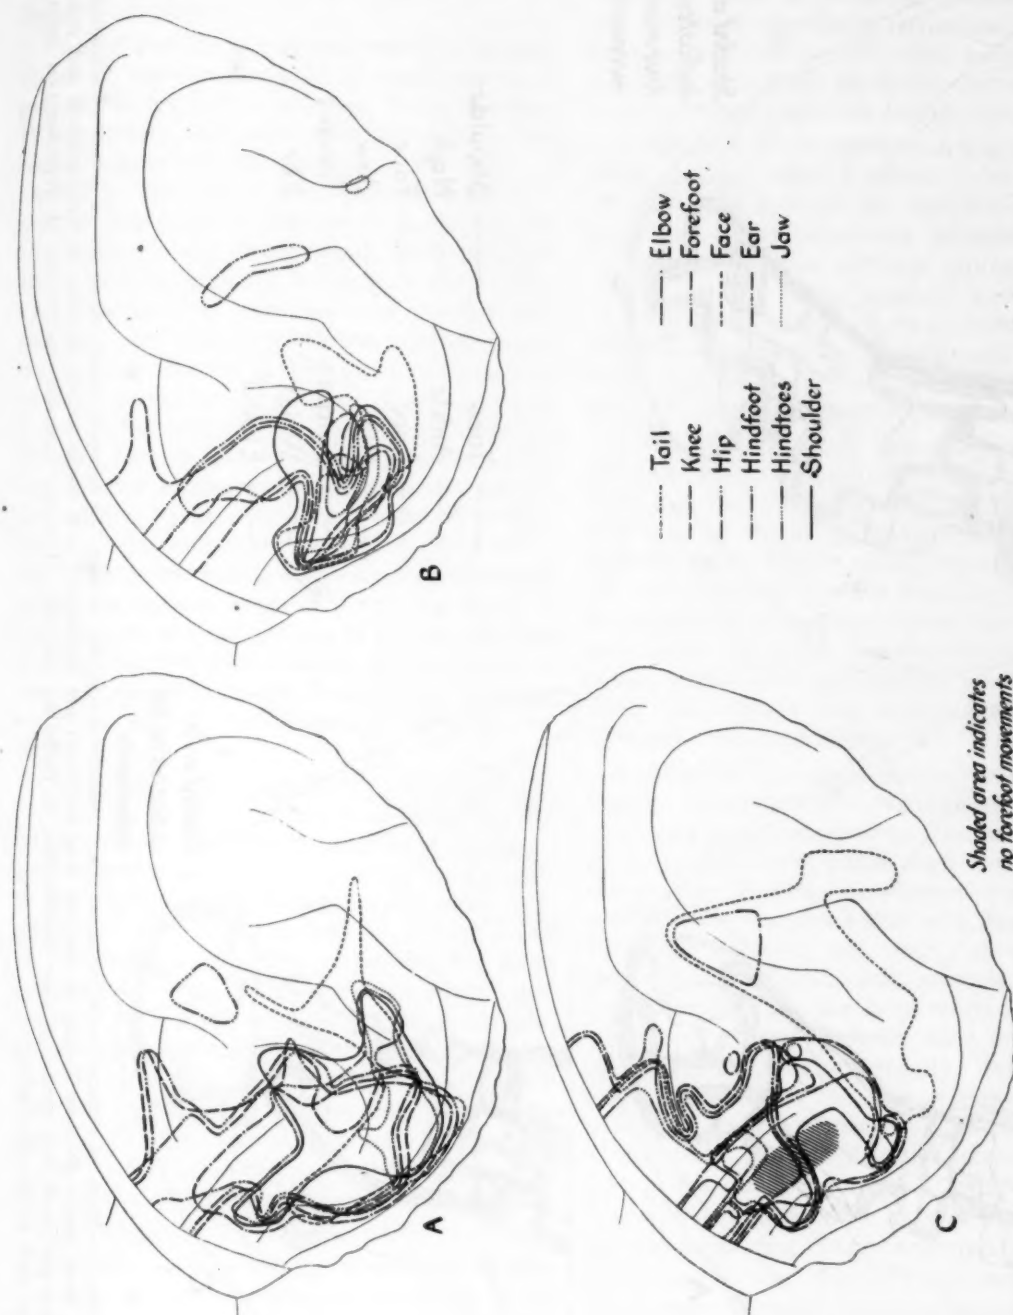 A
B
Tail Elbow
Knee Forefoot
Hip Face
Hindfoot Ear
Hindtoes Jaw
Shoulder
C
Shaded area indicates
no forefoot movements